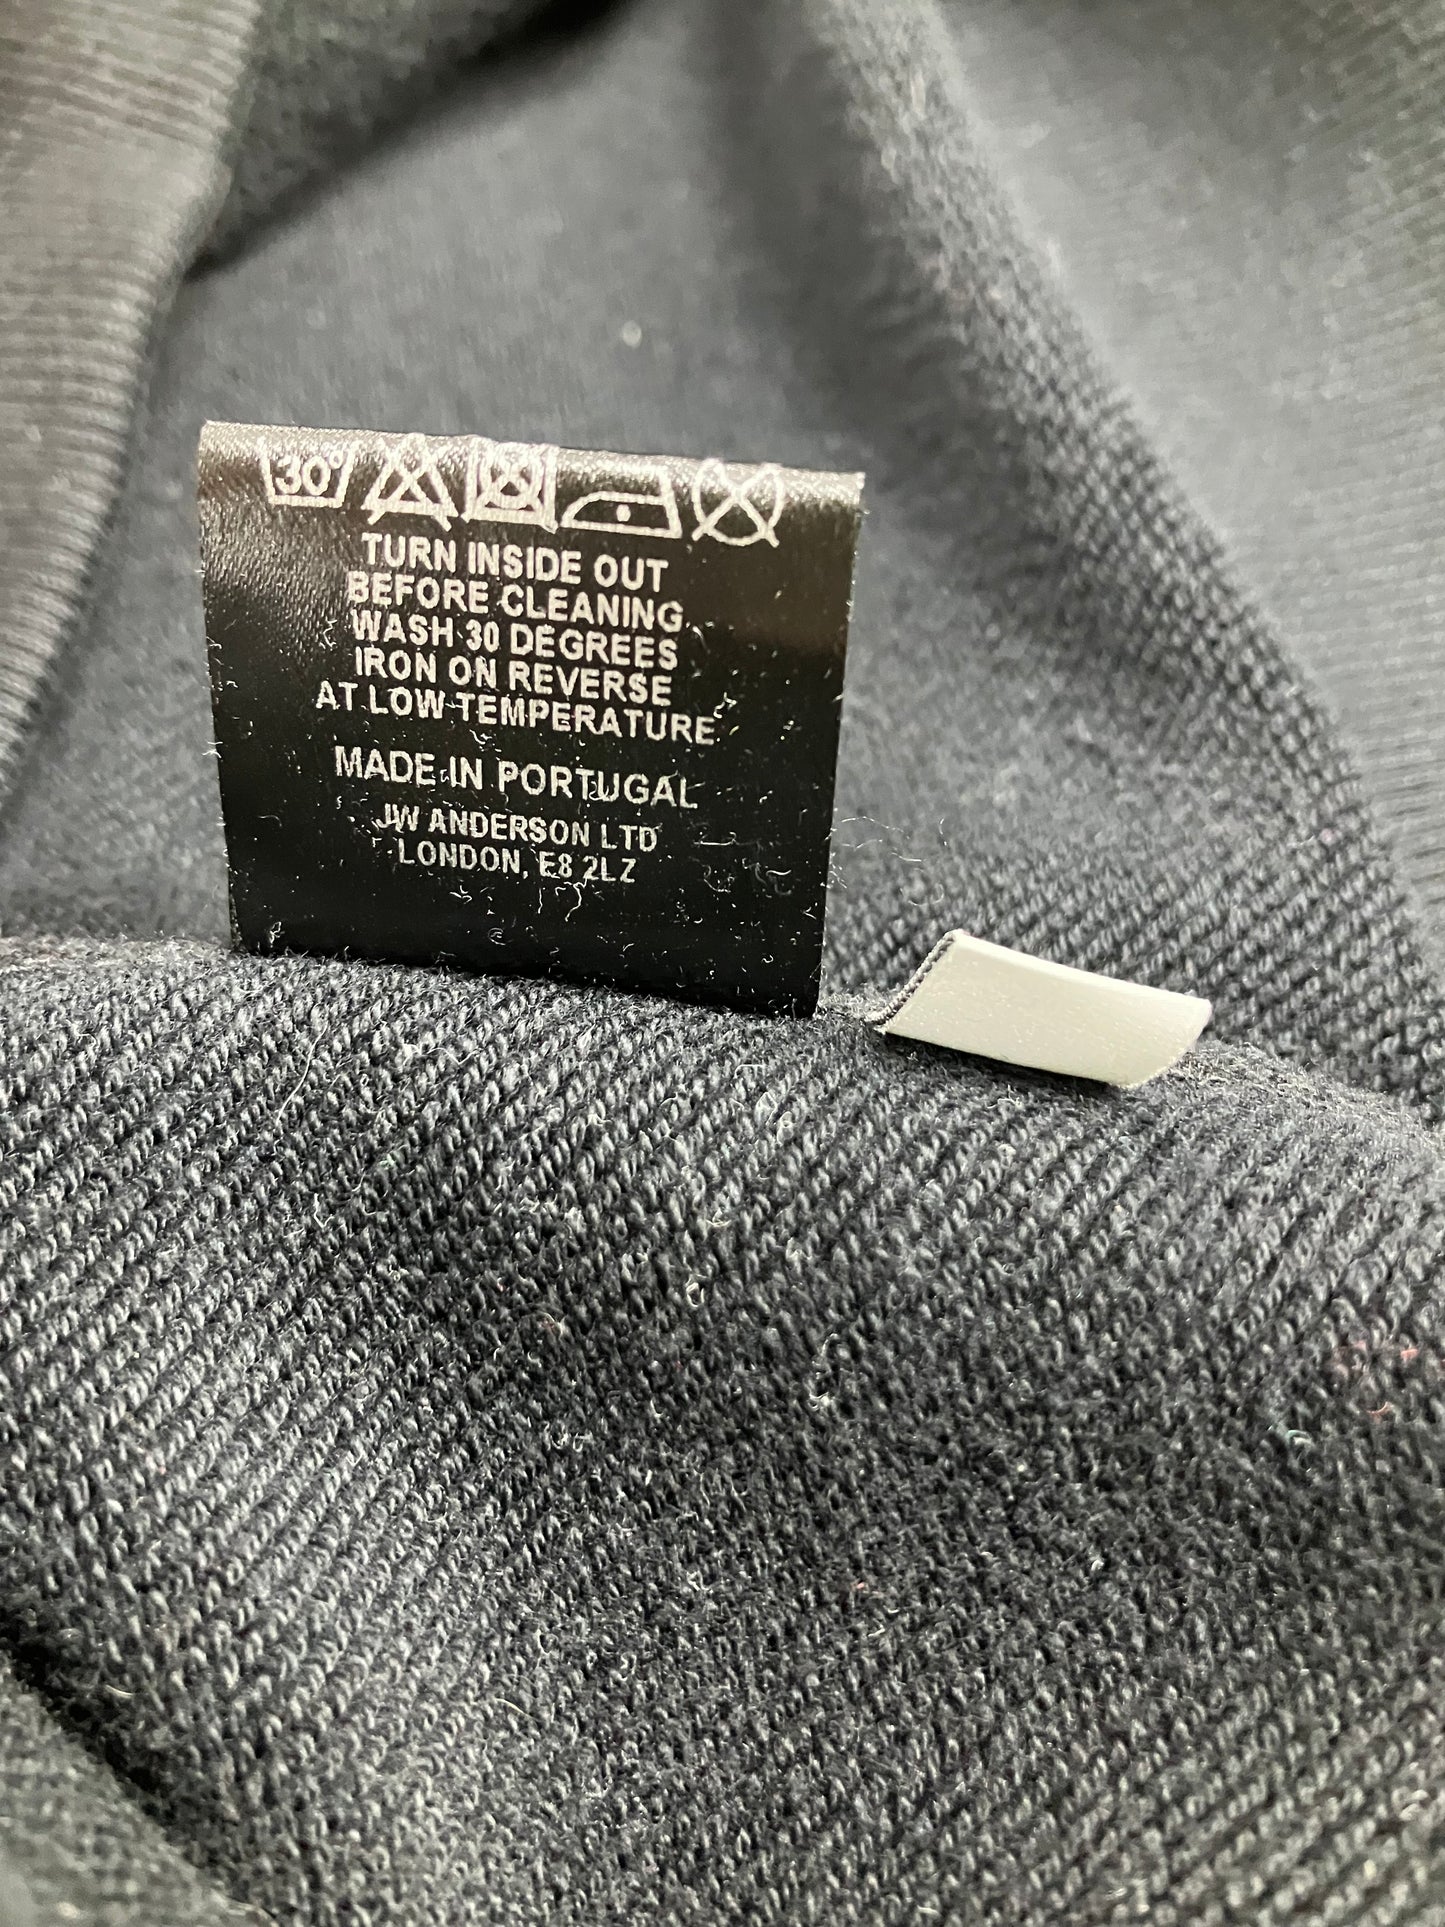 30°
TURN INSIDE OUT
BEFORE CLEANING
WASH 30 DEGREES
IRON ON REVERSE
AT LOW TEMPERATURE
MADE IN PORTUGAL
JW ANDERSON LTD
LONDON, E8 2LZ